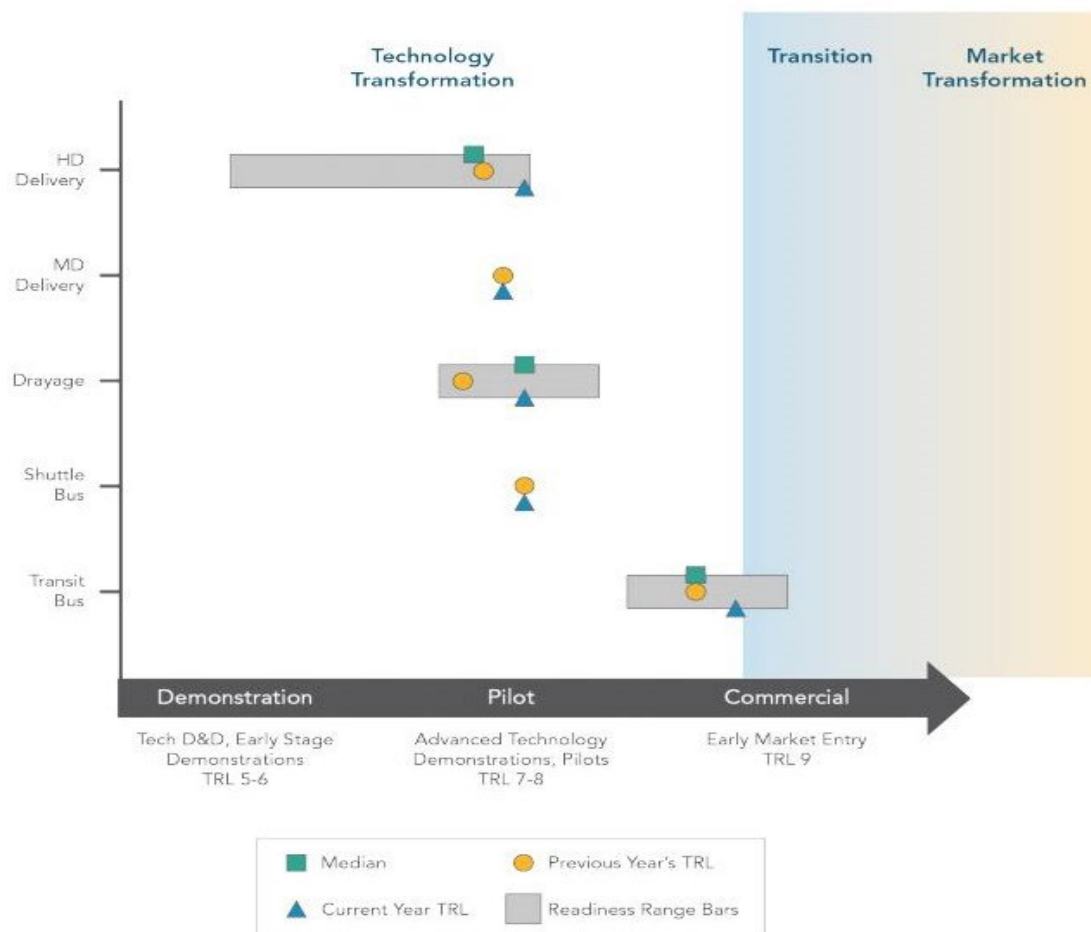 Technology
Transformation
Transition
Market
Transformation
HD
Delivery
MD
Delivery
Drayage
Shuttle
Bus
Transit
Bus
Demonstration
Pilot
Commercial
Tech D&D, Early Stage
Demonstrations
TRL 5-6
Advanced Technology
Demonstrations, Pilots
TRL 7-8
Early Market Entry
TRL 9
Median
Previous Year's TRL
Current Year TRL
Readiness Range Bars